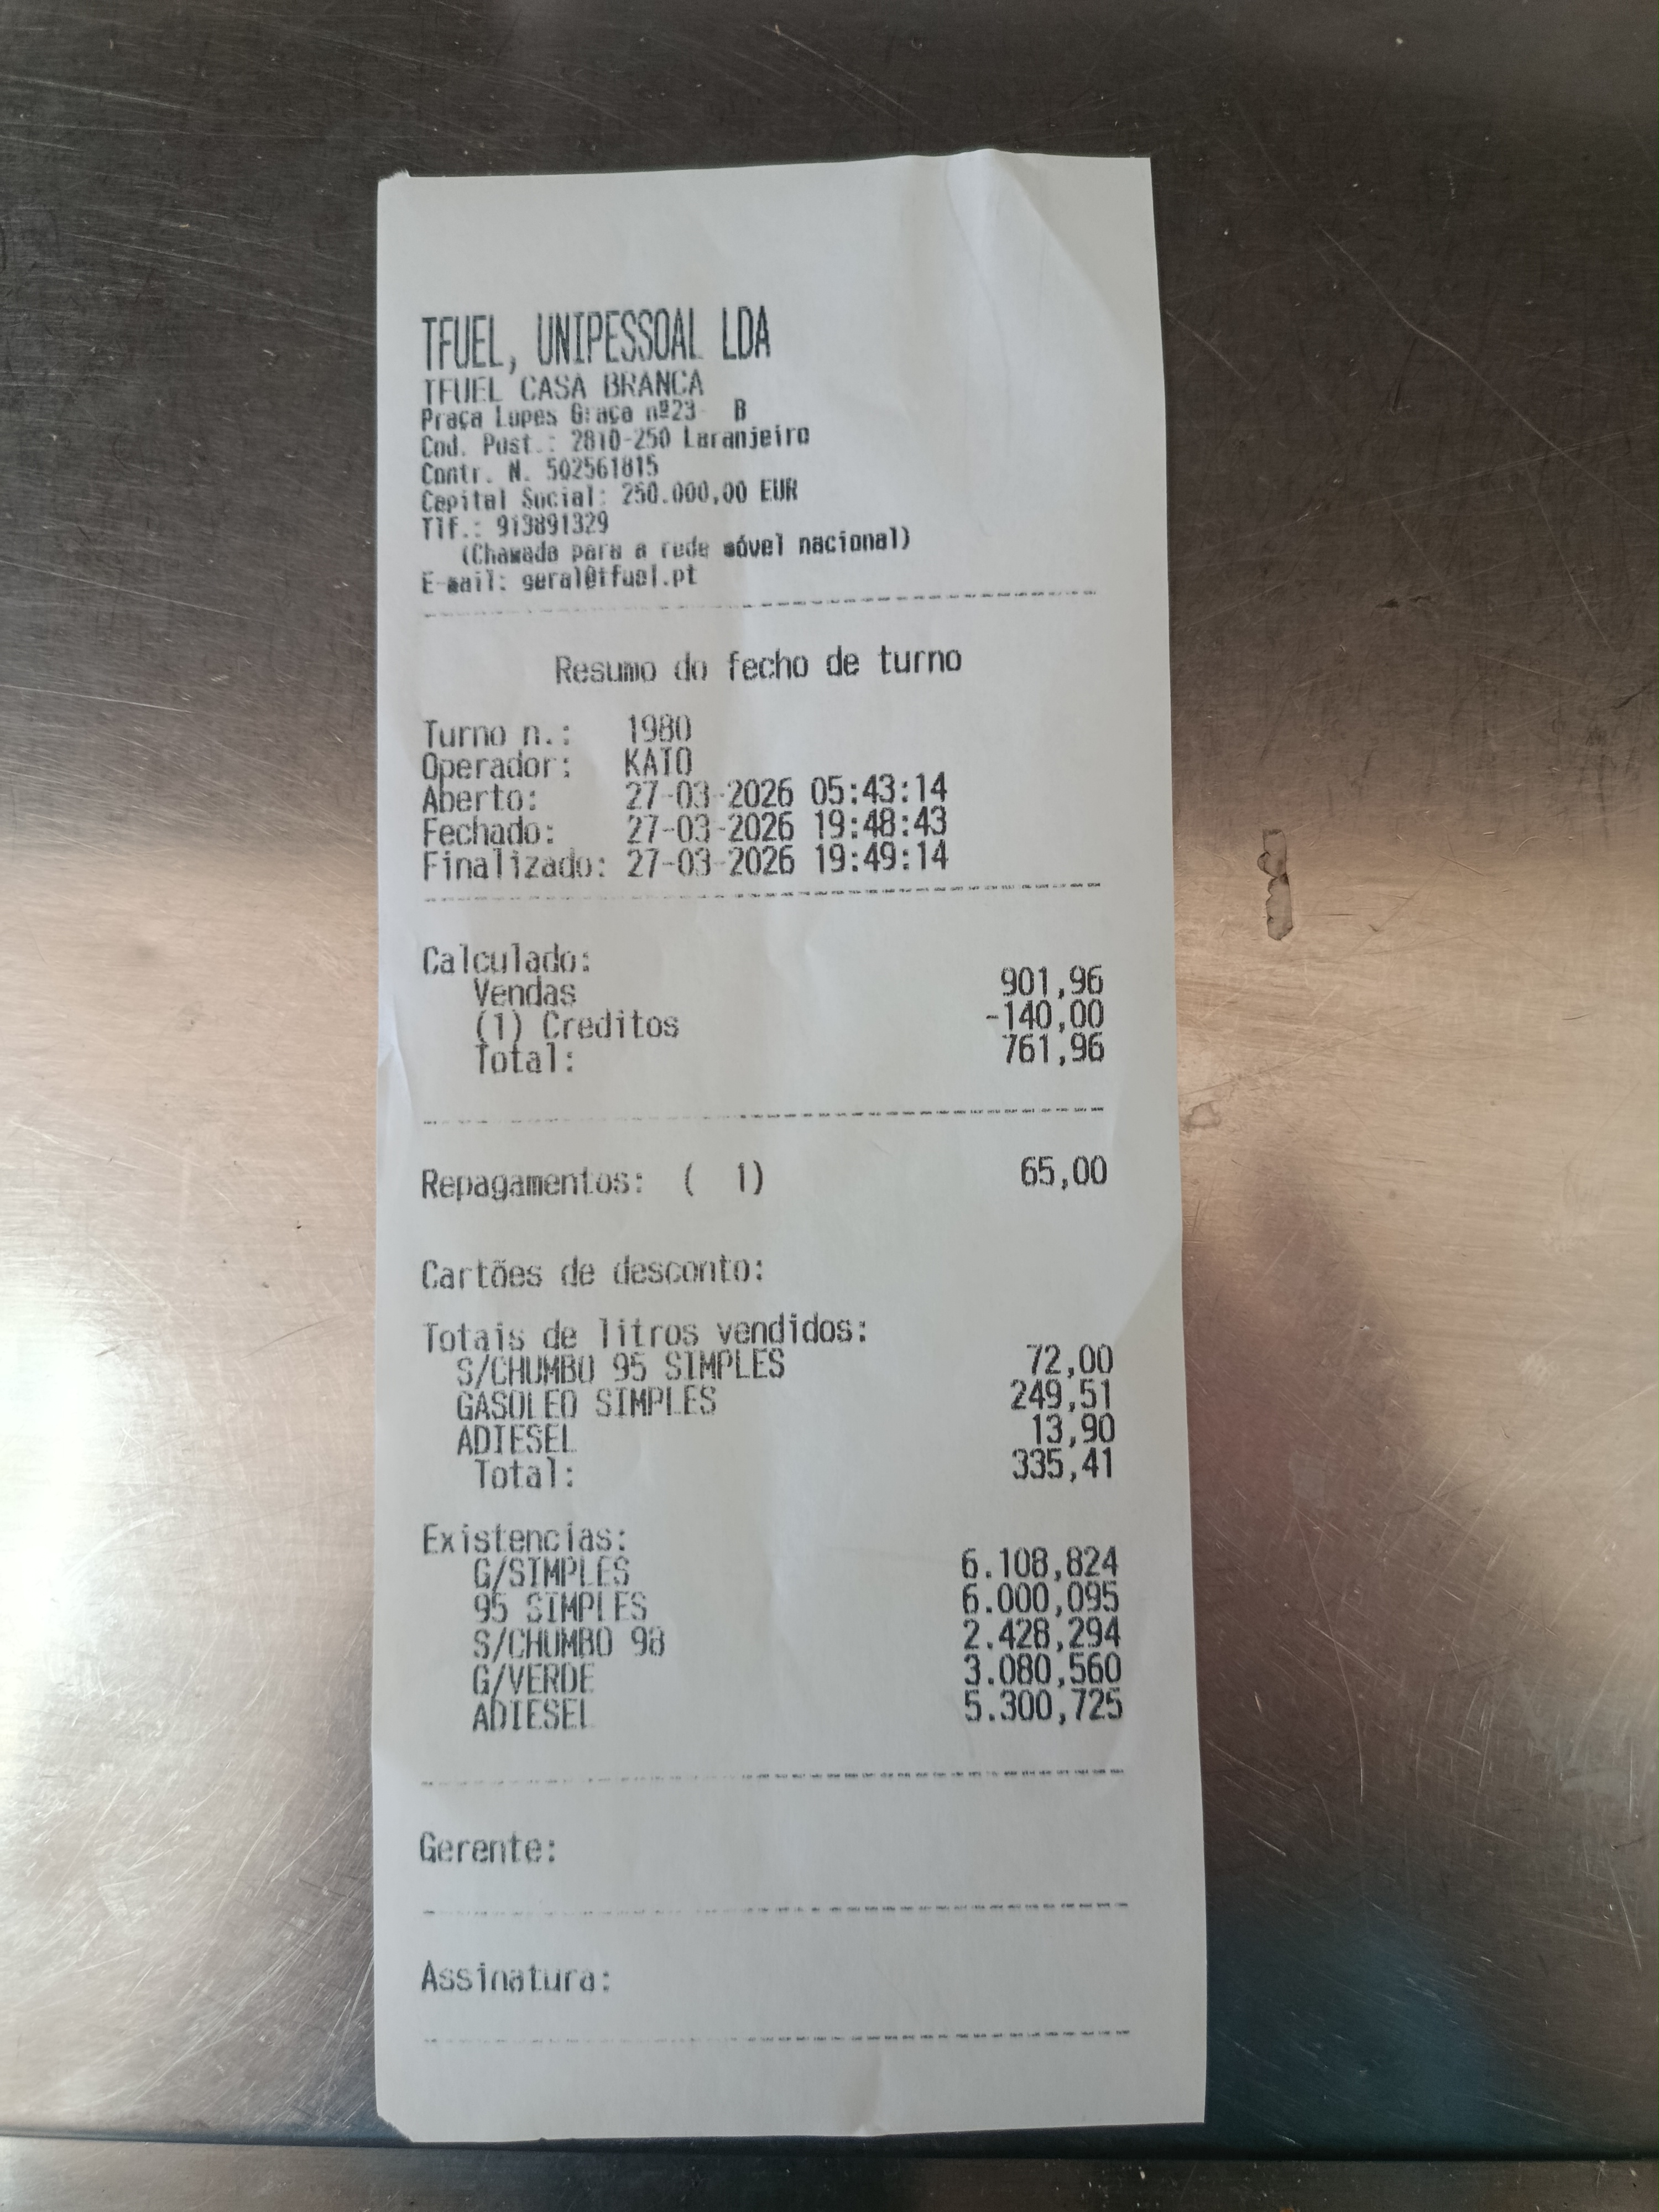 TFUEL, UNIPESSOAL LDA
TFUEL CASA BRANCA
Praça Lopes Graça nº23 B
Cod. Post.: 2810-250 Laranjeiro
Contr. N. 502561815
Capital Social: 250.000,00 EUR
Tlf.: 913891329
(Chamada para a rede móvel nacional)
E-mail: geral@tfuel.pt
Resumo do fecho de turno
Turno n.: 1980
Operador: KATO
Aberto: 27-03-2026 05:43:14
Fechado: 27-03-2026 19:48:43
Finalizado: 27-03-2026 19:49:14
Calculado:
Vendas 901,96
(1) Creditos -140,00
Total: 761,96
Repagamentos: ( 1) 65,00
Cartões de desconto:
Totais de litros vendidos:
S/CHUMBO 95 SIMPLES 72,00
GASOLEO SIMPLES 249,51
ADIESEL 13,90
Total: 335,41
Existencias:
G/SIMPLES 6.108,824
95 SIMPLES 6.000,095
S/CHUMBO 98 2.428,294
G/VERDE 3.080,560
ADIESEL 5.300,725
Gerente:
Assinatura: